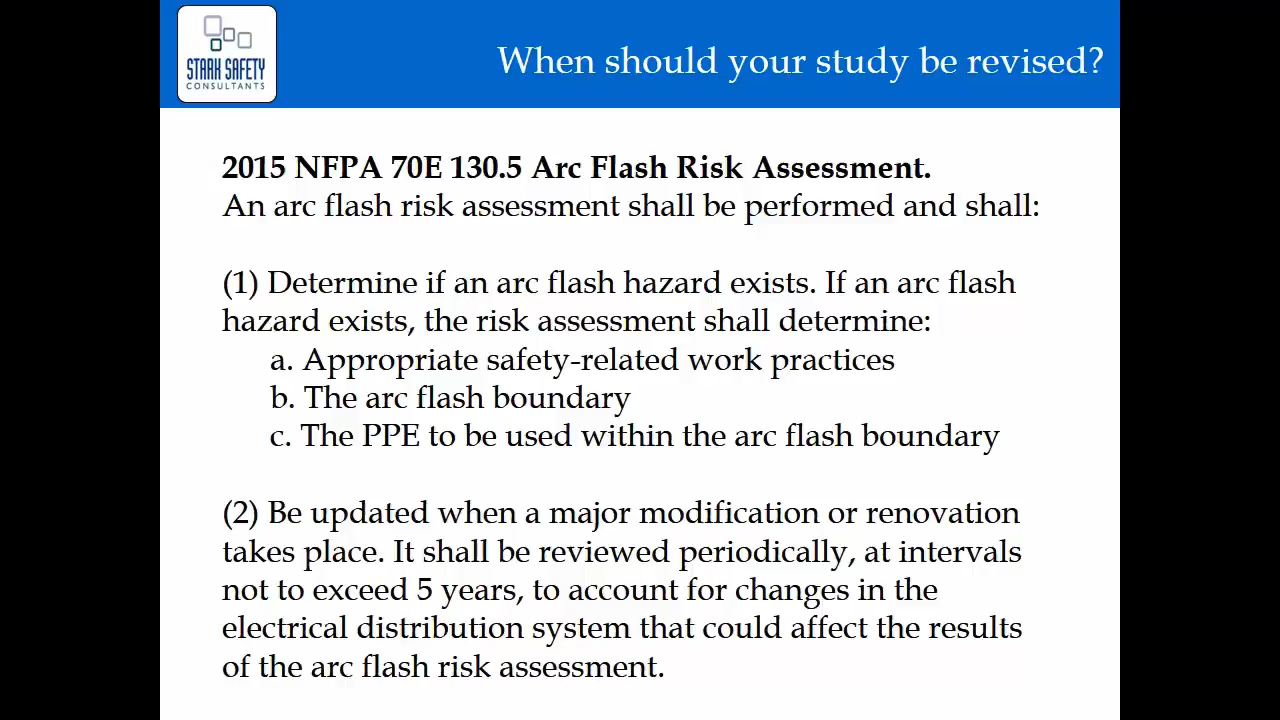 STARK SAFETY
CONSULTANTS
When should your study be revised?
2015 NFPA 70E 130.5 Arc Flash Risk Assessment.
An arc flash risk assessment shall be performed and shall:
(1) Determine if an arc flash hazard exists. If an arc flash
hazard exists, the risk assessment shall determine:
a. Appropriate safety-related work practices
b. The arc flash boundary
c. The PPE to be used within the arc flash boundary
(2) Be updated when a major modification or renovation
takes place. It shall be reviewed periodically, at intervals
not to exceed 5 years, to account for changes in the
electrical distribution system that could affect the results
of the arc flash risk assessment.